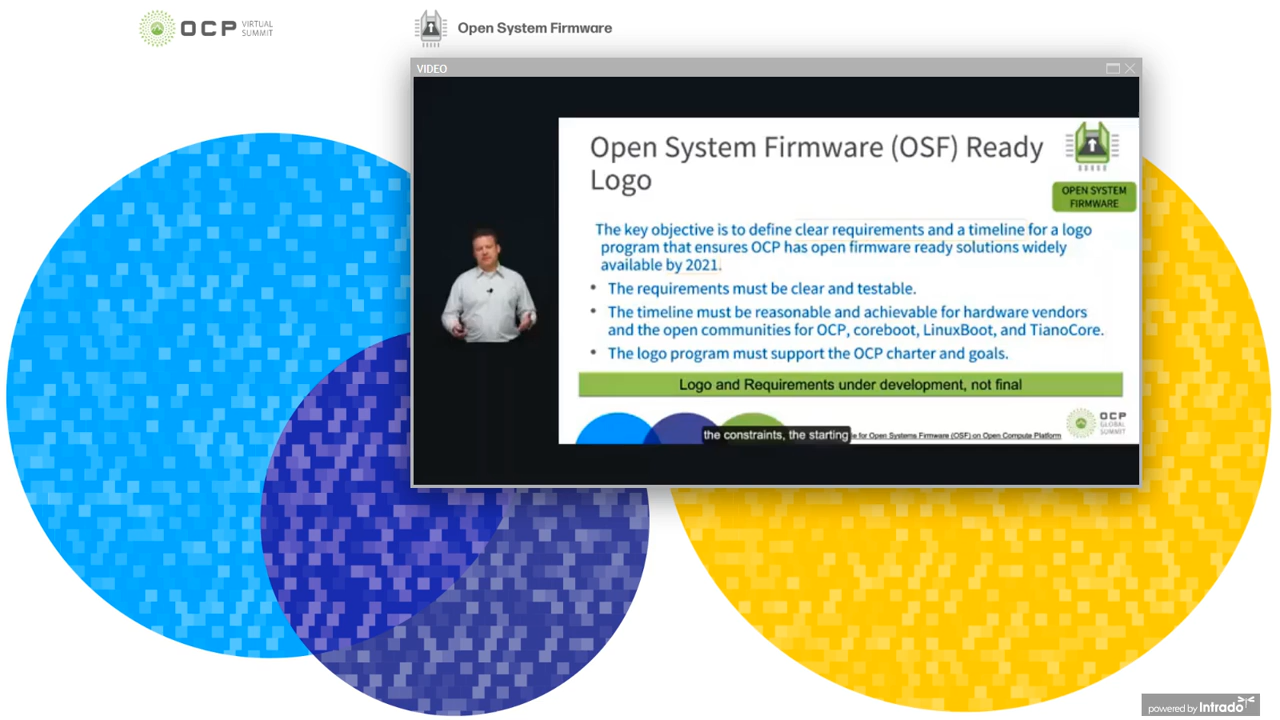 OCP VIRTUAL SUMMIT
Open System Firmware
VIDEO
Open System Firmware (OSF) Ready
Logo
OPEN SYSTEM
FIRMWARE
The key objective is to define clear requirements and a timeline for a logo
program that ensures OCP has open firmware ready solutions widely
available by 2021.
• The requirements must be clear and testable.
• The timeline must be reasonable and achievable for hardware vendors
and the open communities for OCP, coreboot, LinuxBoot, and TianoCore.
• The logo program must support the OCP charter and goals.
Logo and Requirements under development, not final
OCP
GLOBAL
SUMMIT
the constraints, the starting
for Open Systems Firmware (OSF) on Open Compute Platform
powered by Intrado